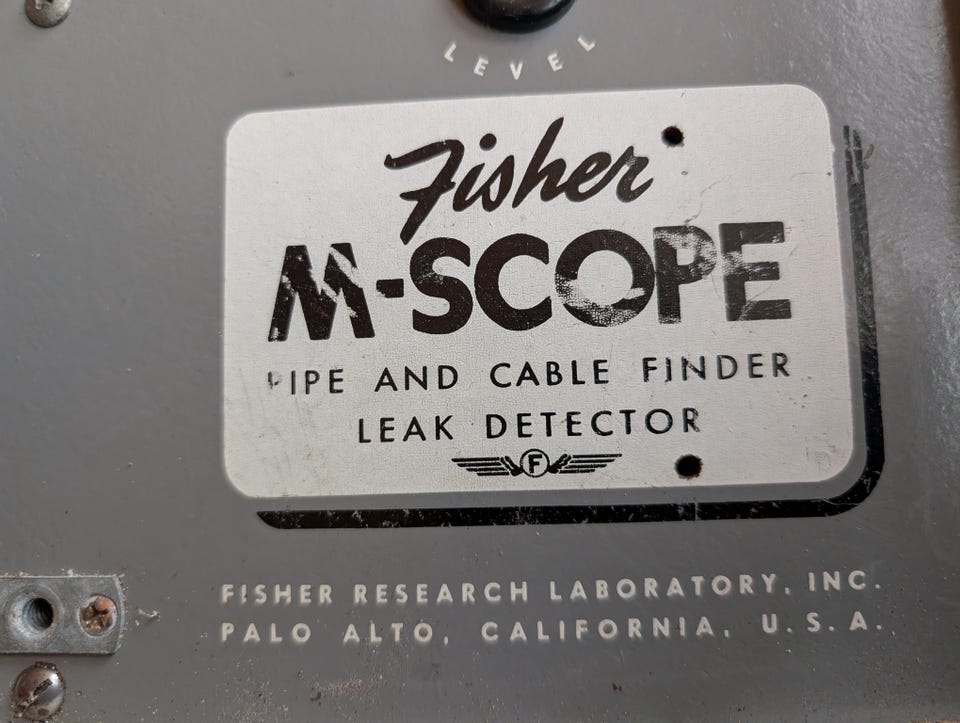 LEVEL
Fisher
M-SCOPE
PIPE AND CABLE FINDER
LEAK DETECTOR
F
FISHER RESEARCH LABORATORY, INC.
PALO ALTO, CALIFORNIA, U.S.A.